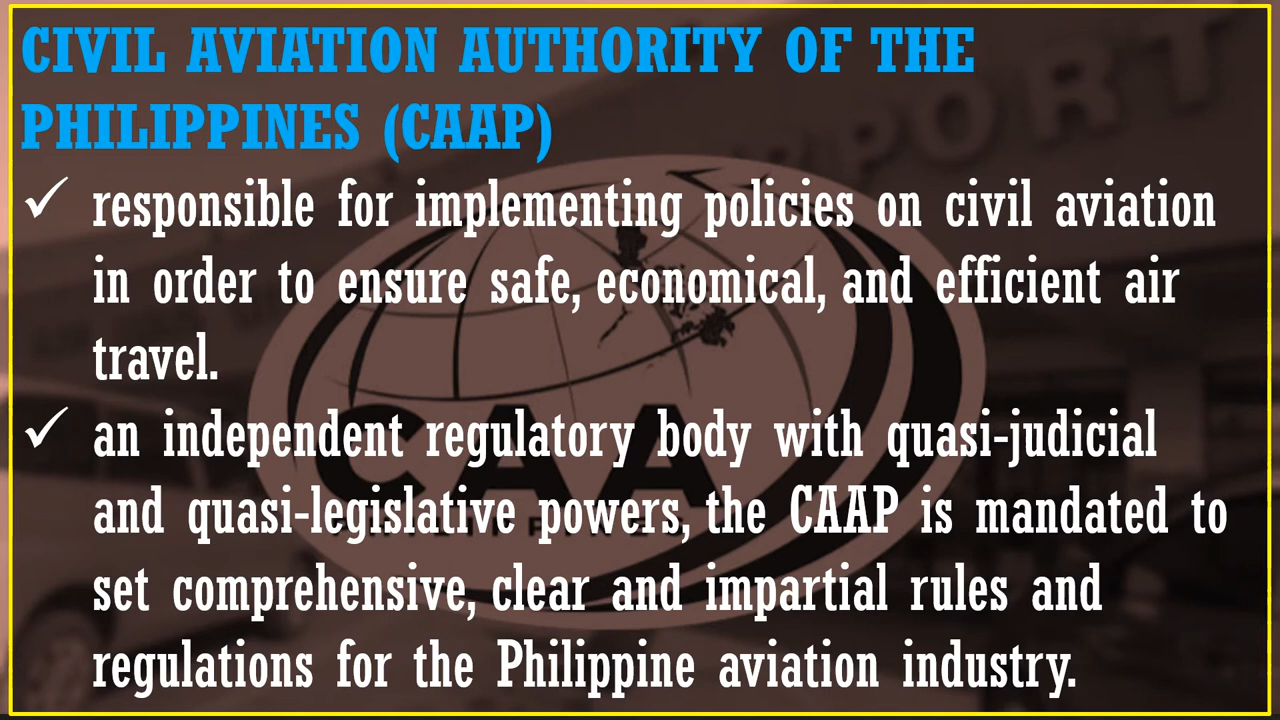 CIVIL AVIATION AUTHORITY OF THE
PHILIPPINES (CAAP)
✓ responsible for implementing policies on civil aviation
in order to ensure safe, economical, and efficient air
travel.
✓ an independent regulatory body with quasi-judicial
and quasi-legislative powers, the CAAP is mandated to
set comprehensive, clear and impartial rules and
regulations for the Philippine aviation industry.
PORT
CAA